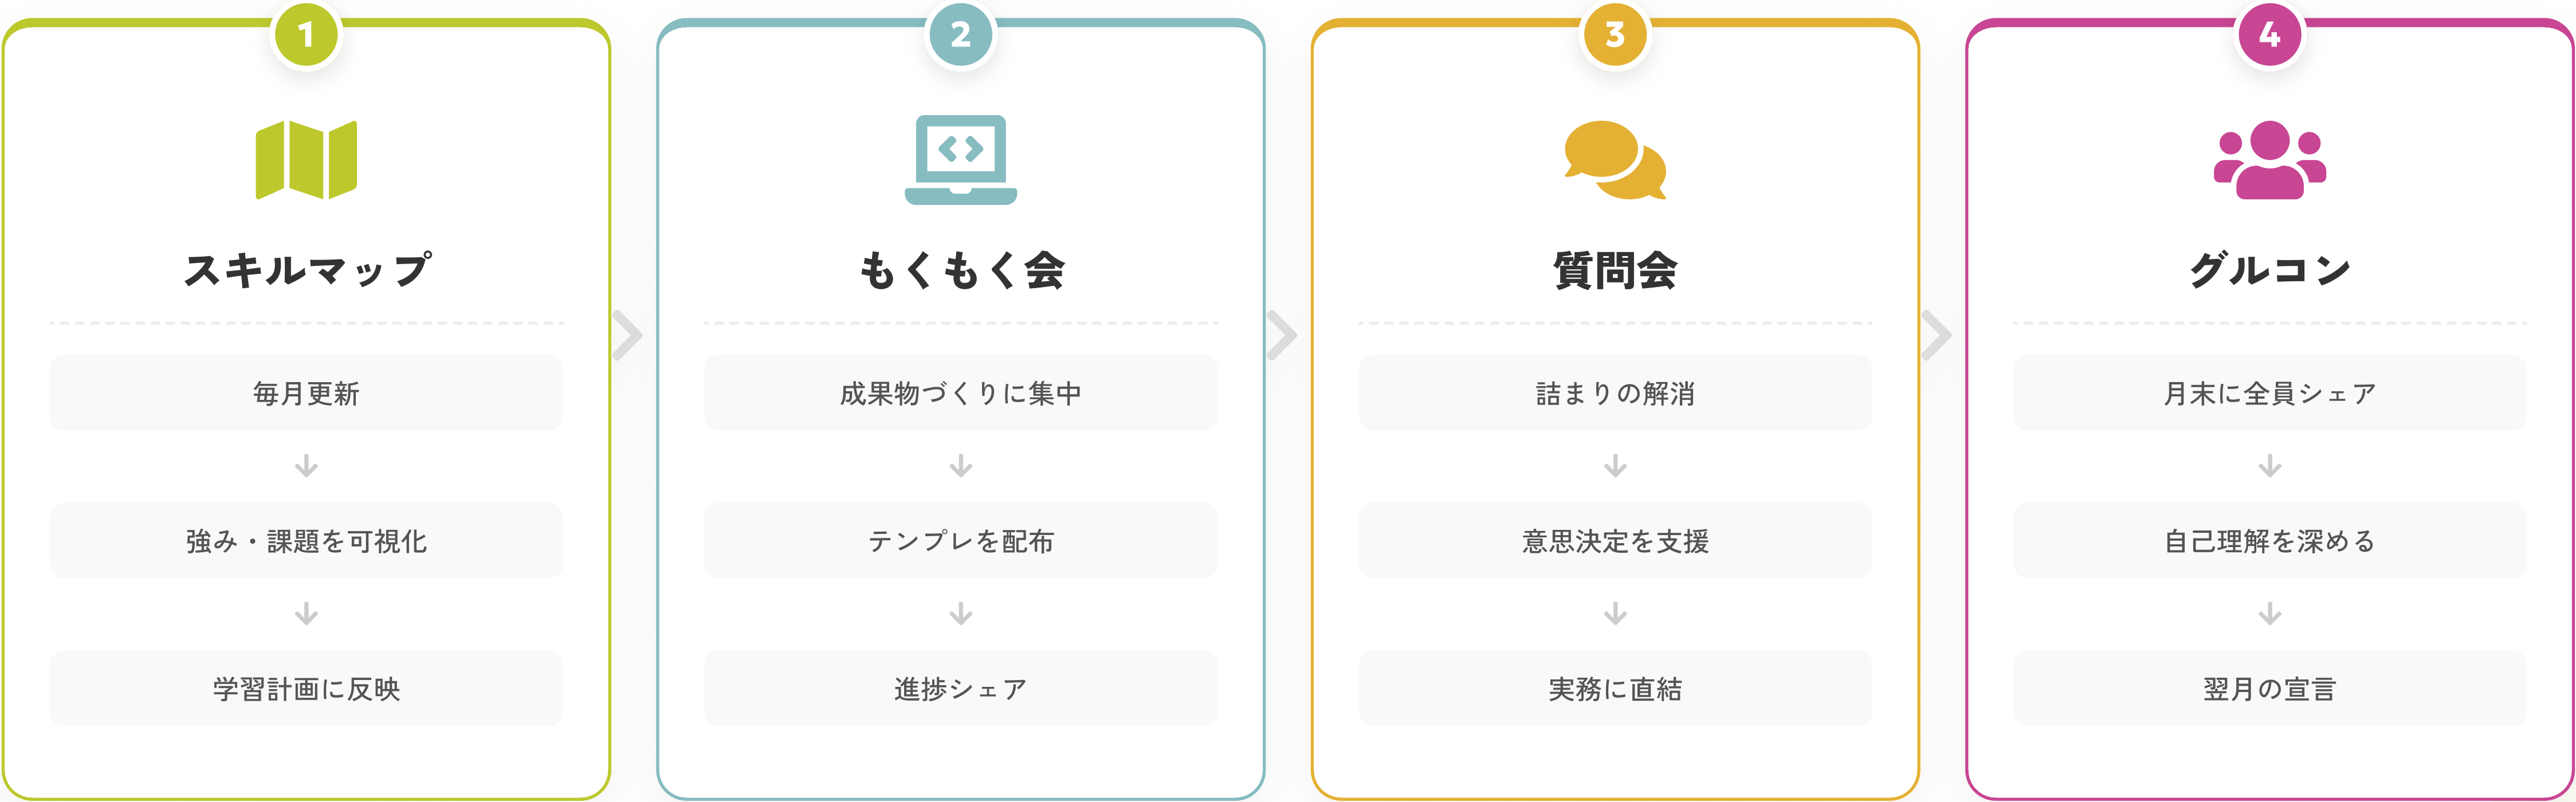 1
スキルマップ
毎月更新
強み・課題を可視化
学習計画に反映
2
もくもく会
成果物づくりに集中
テンプレを配布
進捗シェア
3
質問会
詰まりの解消
意思決定を支援
実務に直結
4
グルコン
月末に全員シェア
自己理解を深める
翌月の宣言